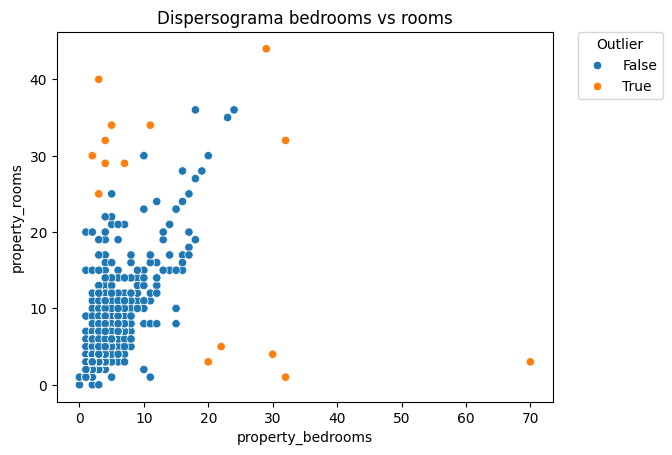 Dispersograma bedrooms vs rooms
Outlier
False
True
property_rooms
40
30
20
10
0
0 10 20 30 40 50 60 70
property_bedrooms